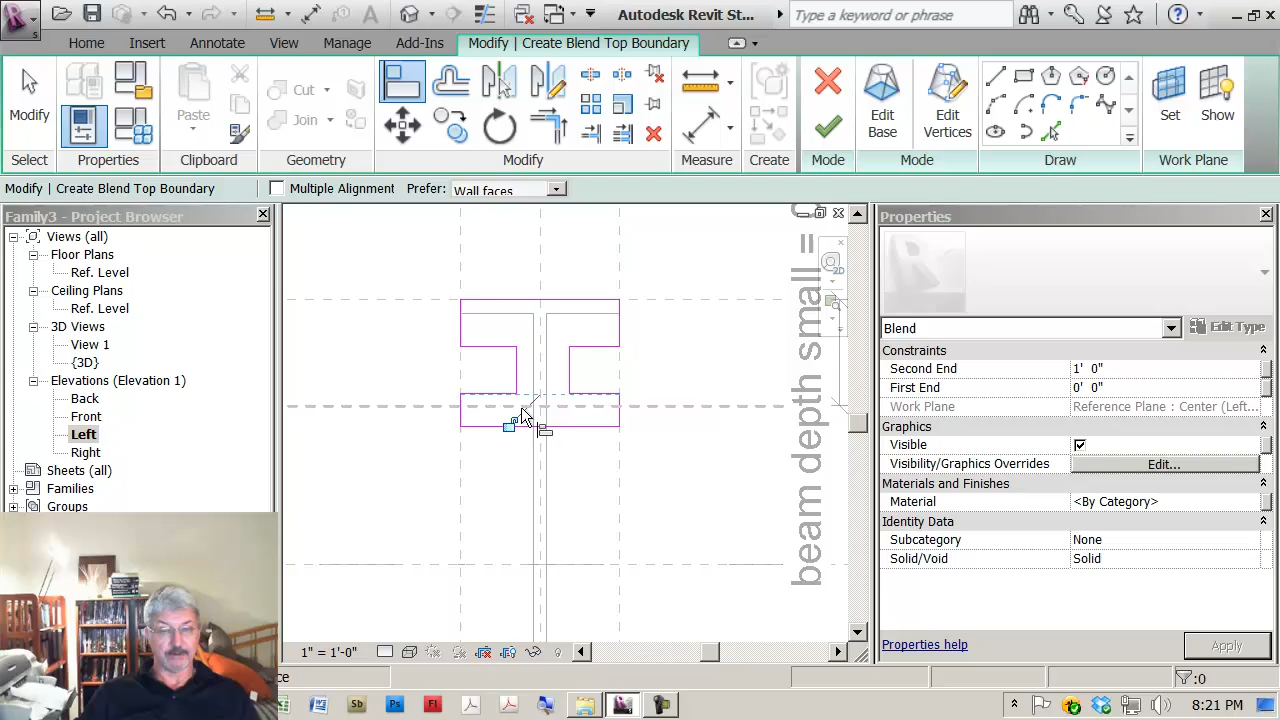 Autodesk Revit St...
Type a keyword or phrase
Home
Insert
Annotate
View
Manage
Add-Ins
Modify | Create Blend Top Boundary
Modify
Paste
Cut
Join
Edit
Base
Edit
Vertices
Set
Show
Select
Properties
Clipboard
Geometry
Modify
Measure
Create
Mode
Mode
Draw
Work Plane
Modify | Create Blend Top Boundary
Multiple Alignment
Prefer:
Wall faces
Family3 - Project Browser
Views (all)
Floor Plans
Ref. Level
Ceiling Plans
Ref. Level
3D Views
View 1
{3D}
Elevations (Elevation 1)
Back
Front
Left
Right
Sheets (all)
Families
Groups
beam depth small =
2D
1" = 1'-0"
Properties
Blend
Edit Type
Constraints
Second End 1' 0"
First End 0' 0"
Work Plane Reference Plane : Center (Left...
Graphics
Visible
Visibility/Graphics Overrides Edit...
Materials and Finishes
Material <By Category>
Identity Data
Subcategory None
Solid/Void Solid
Properties help
Apply
:0
Sb
Ps
Fl
8:21 PM